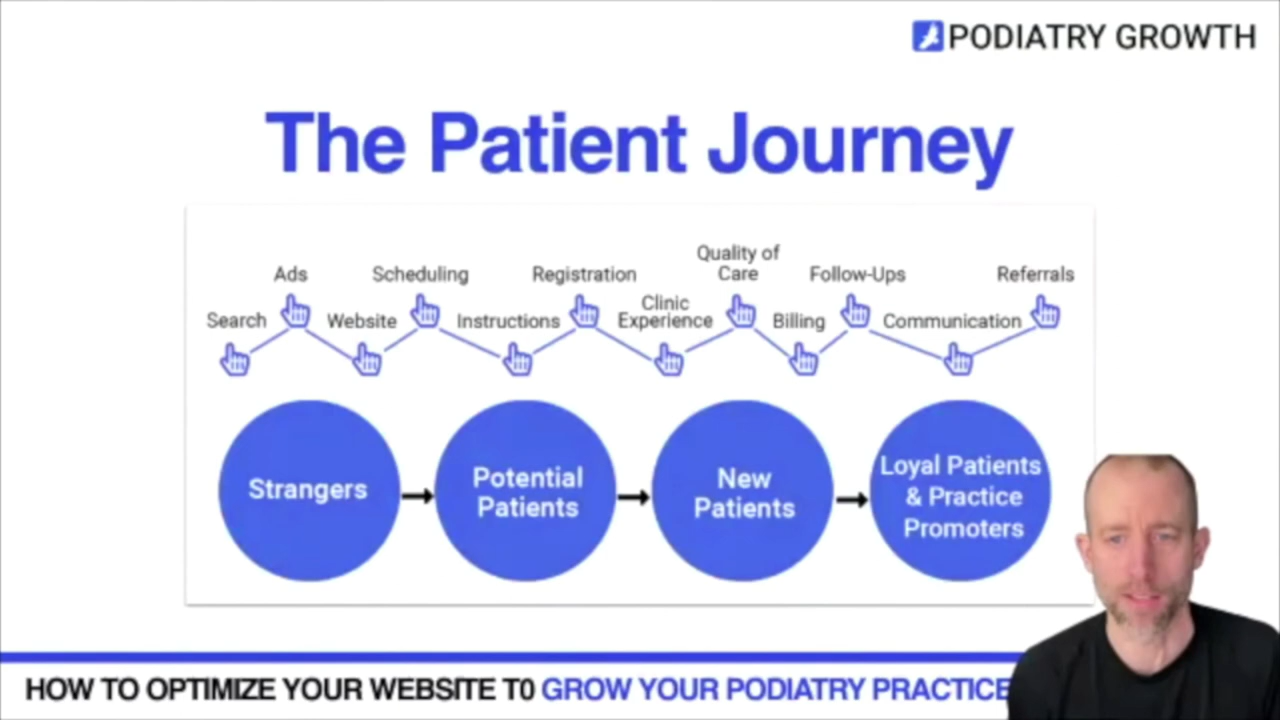 PODIATRY GROWTH
The Patient Journey
Quality of
Ads Scheduling Registration Care Follow-Ups Referrals
Clinic
Search Website Instructions Experience Billing Communication
Strangers
Potential
Patients
New
Patients
Loyal Patients
& Practice
Promoters
HOW TO OPTIMIZE YOUR WEBSITE T0 GROW YOUR PODIATRY PRACTICE